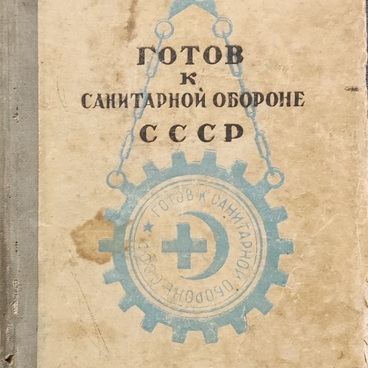 ГОТОВ
К
САНИТАРНОЙ ОБОРОНЕ
СССР
ГОТОВ К САНИТАРНОЙ ОБОРОНЕ СССР